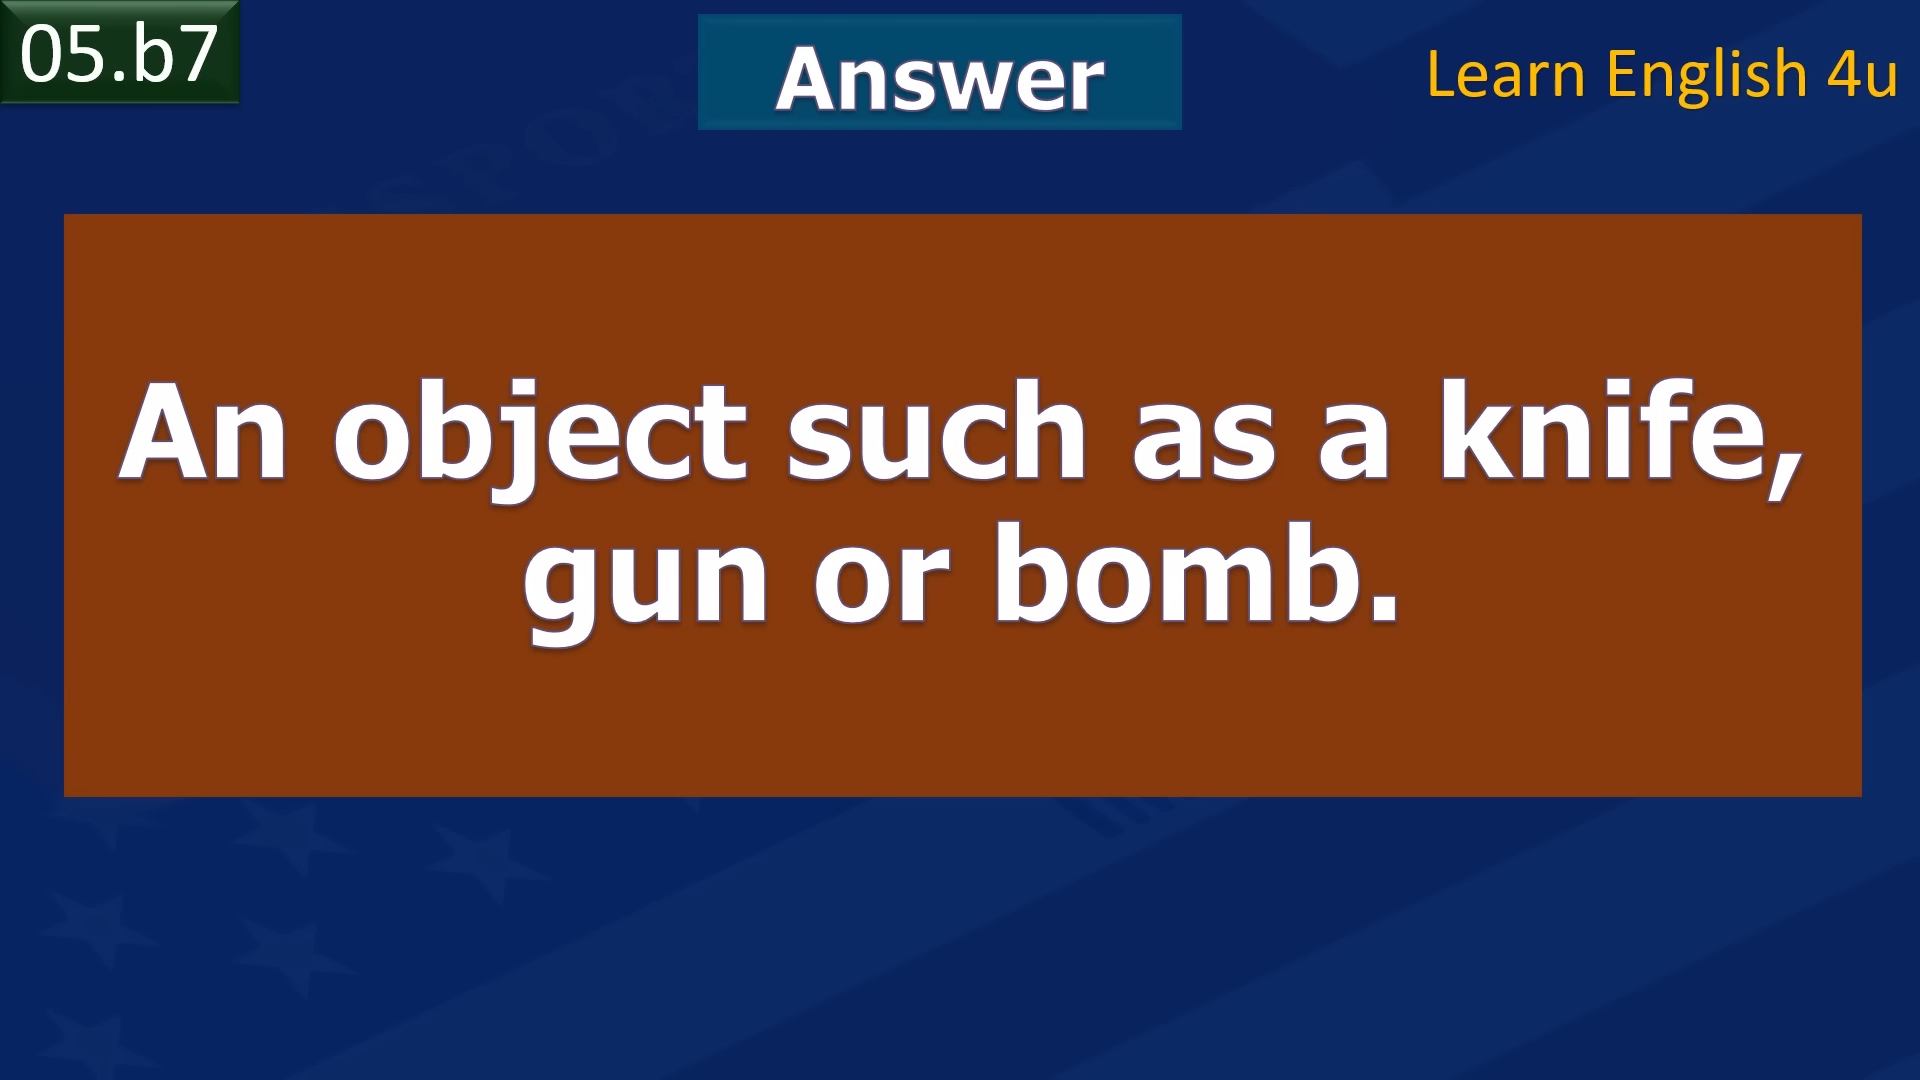 05.b7
Answer
Learn English 4u
An object such as a knife,
gun or bomb.